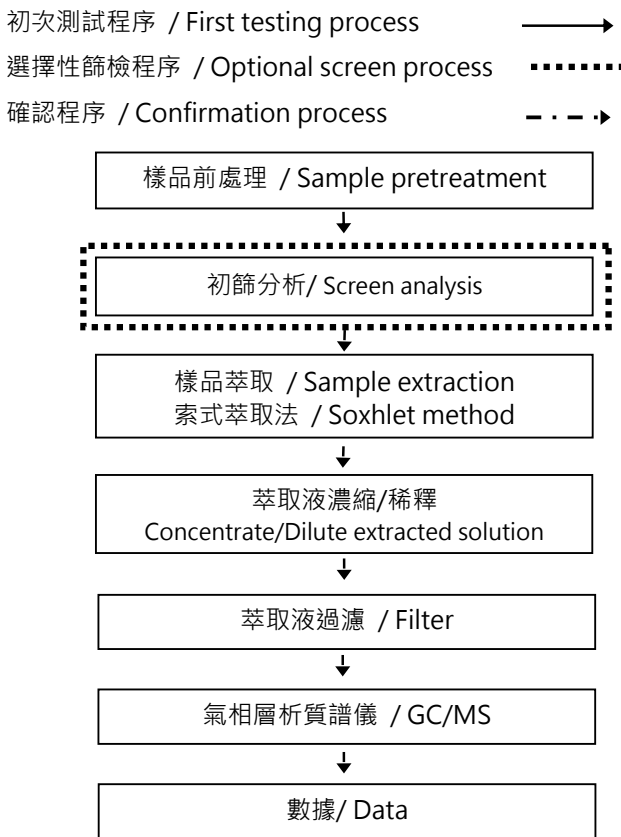 初次測試程序 / First testing process
選擇性篩檢程序 / Optional screen process
確認程序 / Confirmation process
樣品前處理 / Sample pretreatment
初篩分析/ Screen analysis
樣品萃取 / Sample extraction
索式萃取法 / Soxhlet method
萃取液濃縮/稀釋
Concentrate/Dilute extracted solution
萃取液過濾 / Filter
氣相層析質譜儀 / GC/MS
數據/ Data